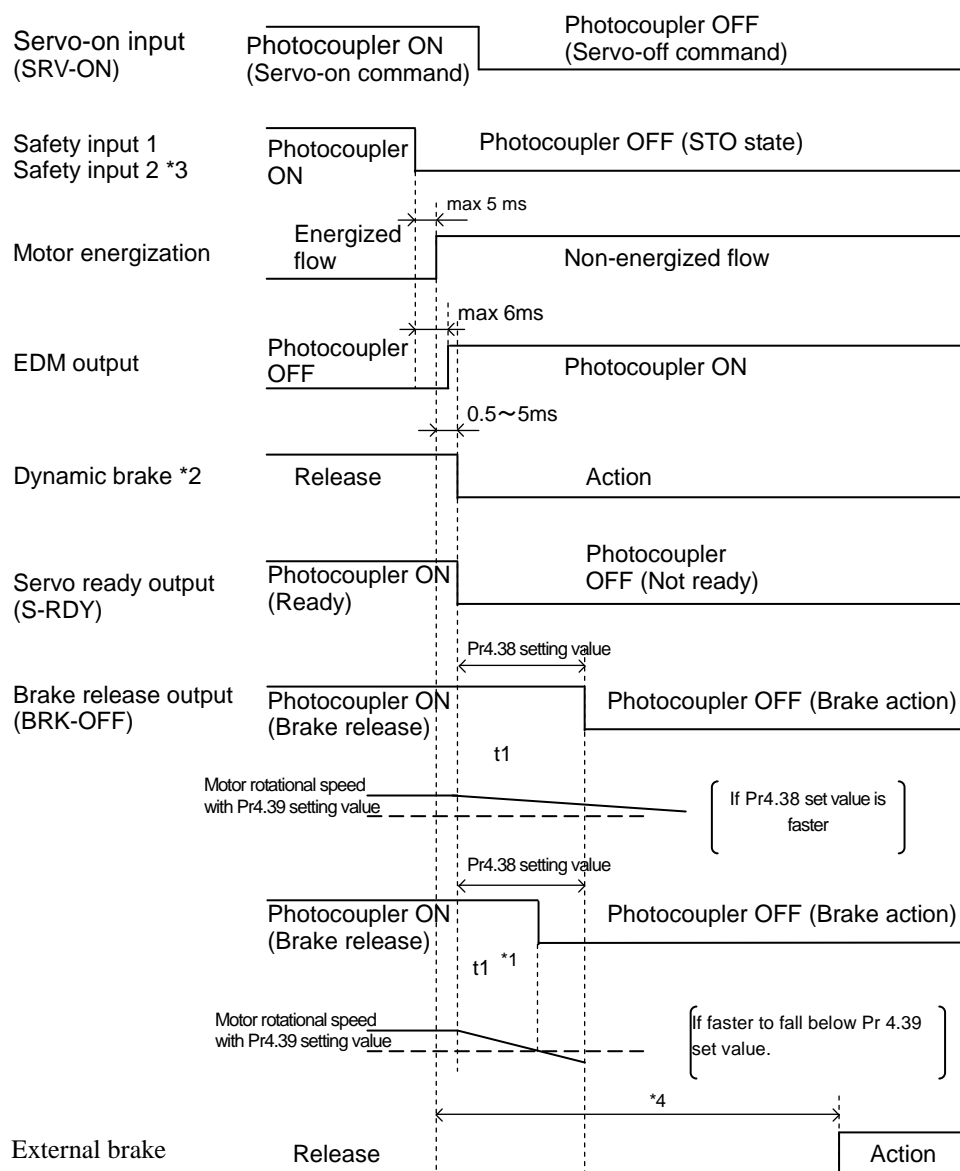 Servo-on input
(SRV-ON)
Photocoupler ON
(Servo-on command)
Photocoupler OFF
(Servo-off command)
Safety input 1
Safety input 2 *3
Photocoupler
ON
Photocoupler OFF (STO state)
max 5 ms
Motor energization
Energized
flow
Non-energized flow
max 6ms
EDM output
Photocoupler
OFF
Photocoupler ON
0.5～5ms
Dynamic brake *2
Release
Action
Servo ready output
(S-RDY)
Photocoupler ON
(Ready)
Photocoupler
OFF (Not ready)
Pr4.38 setting value
Brake release output
(BRK-OFF)
Photocoupler ON
(Brake release)
Photocoupler OFF (Brake action)
t1
Motor rotational speed
with Pr4.39 setting value
If Pr4.38 set value is
faster
Pr4.38 setting value
Photocoupler ON
(Brake release)
Photocoupler OFF (Brake action)
t1 *1
Motor rotational speed
with Pr4.39 setting value
If faster to fall below Pr 4.39
set value.
*4
External brake
Release
Action